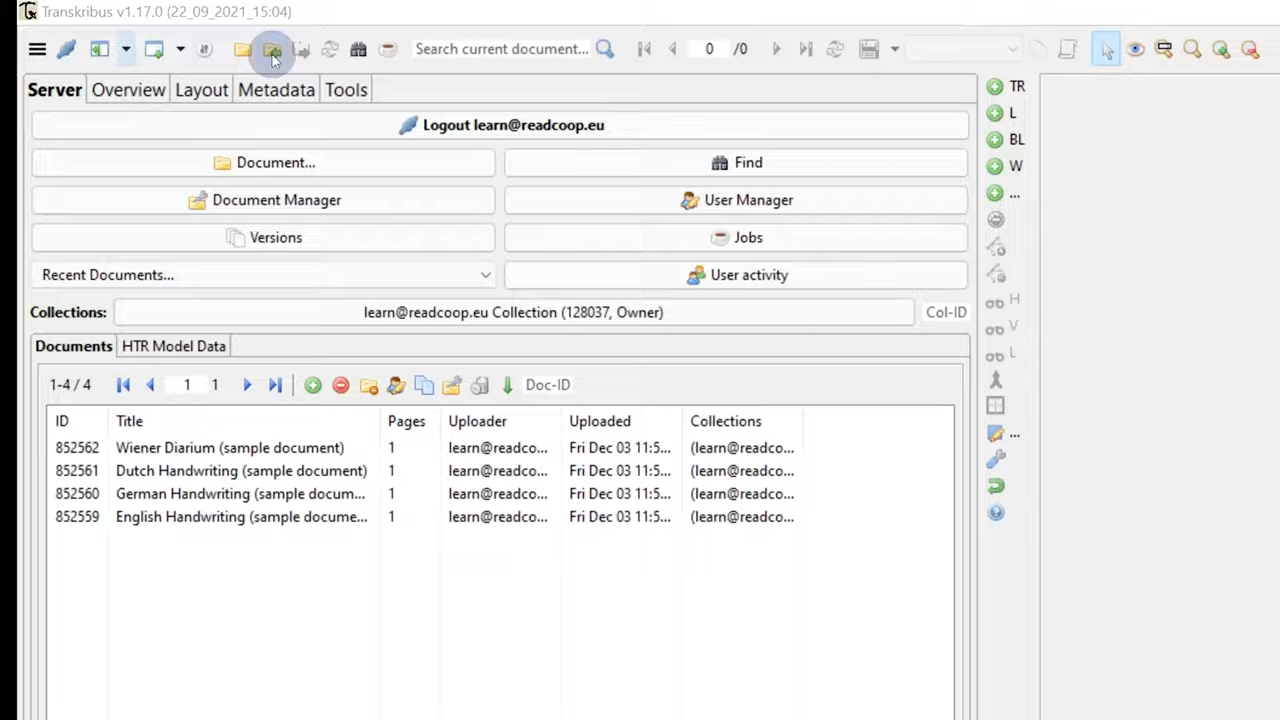 Transkribus v1.17.0 (22_09_2021_15:04)
Search current document... 0 /0
Server Overview Layout Metadata Tools
TR
Logout learn@readcoop.eu
L
BL
Document... Find
W
Document Manager User Manager
...
Versions Jobs
Recent Documents... User activity
H
Collections: learn@readcoop.eu Collection (128037, Owner) Col-ID
V
Documents HTR Model Data
L
1-4 / 4 1 1 Doc-ID
ID Title Pages Uploader Uploaded Collections
...
852562 Wiener Diarium (sample document) 1 learn@readco... Fri Dec 03 11:5... (learn@readco...
852561 Dutch Handwriting (sample document) 1 learn@readco... Fri Dec 03 11:5... (learn@readco...
852560 German Handwriting (sample docum... 1 learn@readco... Fri Dec 03 11:5... (learn@readco...
852559 English Handwriting (sample docume... 1 learn@readco... Fri Dec 03 11:5... (learn@readco...